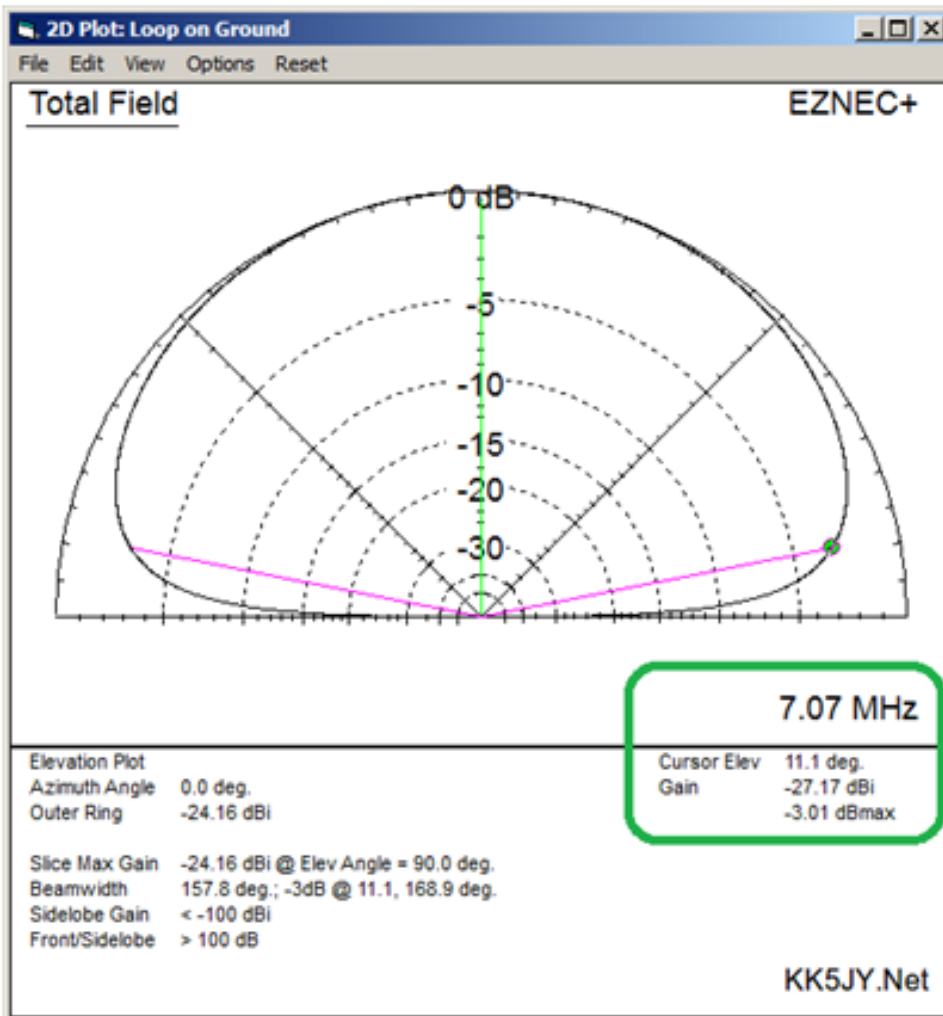 2D Plot: Loop on Ground
File Edit View Options Reset
Total Field EZNEC+
0 dB
-5
-10
-15
-20
-30
7.07 MHz
Elevation Plot Cursor Elev 11.1 deg.
Azimuth Angle 0.0 deg. Gain -27.17 dBi
Outer Ring -24.16 dBi -3.01 dBmax
Slice Max Gain -24.16 dBi @ Elev Angle = 90.0 deg.
Beamwidth 157.8 deg.; -3dB @ 11.1, 168.9 deg.
Sidelobe Gain < -100 dBi
Front/Sidelobe > 100 dB
KK5JY.Net